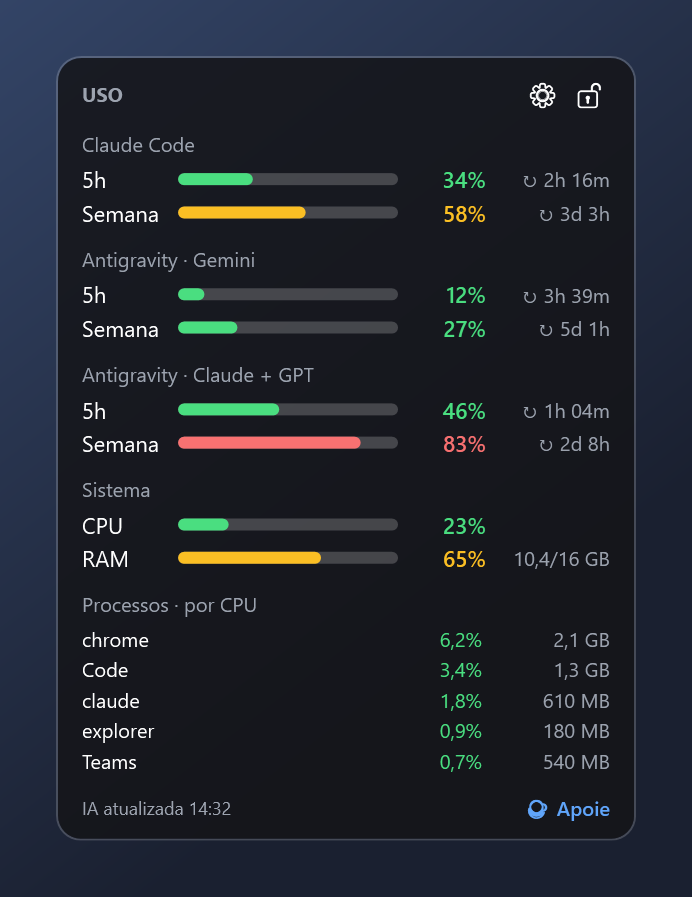 USO
Claude Code
5h 34% ↻ 2h 16m
Semana 58% ↻ 3d 3h
Antigravity · Gemini
5h 12% ↻ 3h 39m
Semana 27% ↻ 5d 1h
Antigravity · Claude + GPT
5h 46% ↻ 1h 04m
Semana 83% ↻ 2d 8h
Sistema
CPU 23%
RAM 65% 10,4/16 GB
Processos · por CPU
chrome 6,2% 2,1 GB
Code 3,4% 1,3 GB
claude 1,8% 610 MB
explorer 0,9% 180 MB
Teams 0,7% 540 MB
IA atualizada 14:32 Apoie